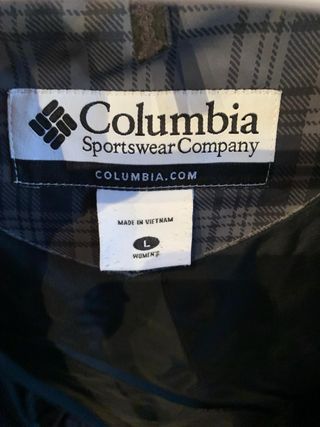 Columbia
Sportswear Company
COLUMBIA.COM
MADE IN VIETNAM
L
WOMEN'S